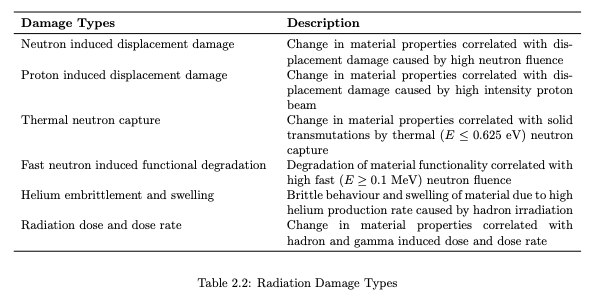 Damage Types Description
Neutron induced displacement damage Change in material properties correlated with dis-
placement damage caused by high neutron fluence
Proton induced displacement damage Change in material properties correlated with dis-
placement damage caused by high intensity proton
beam
Thermal neutron capture Change in material properties correlated with solid
transmutations by thermal (E ≤ 0.625 eV) neutron
capture
Fast neutron induced functional degradation Degradation of material functionality correlated with
high fast (E ≥ 0.1 MeV) neutron fluence
Helium embrittlement and swelling Brittle behaviour and swelling of material due to high
helium production rate caused by hadron irradiation
Radiation dose and dose rate Change in material properties correlated with
hadron and gamma induced dose and dose rate
Table 2.2: Radiation Damage Types